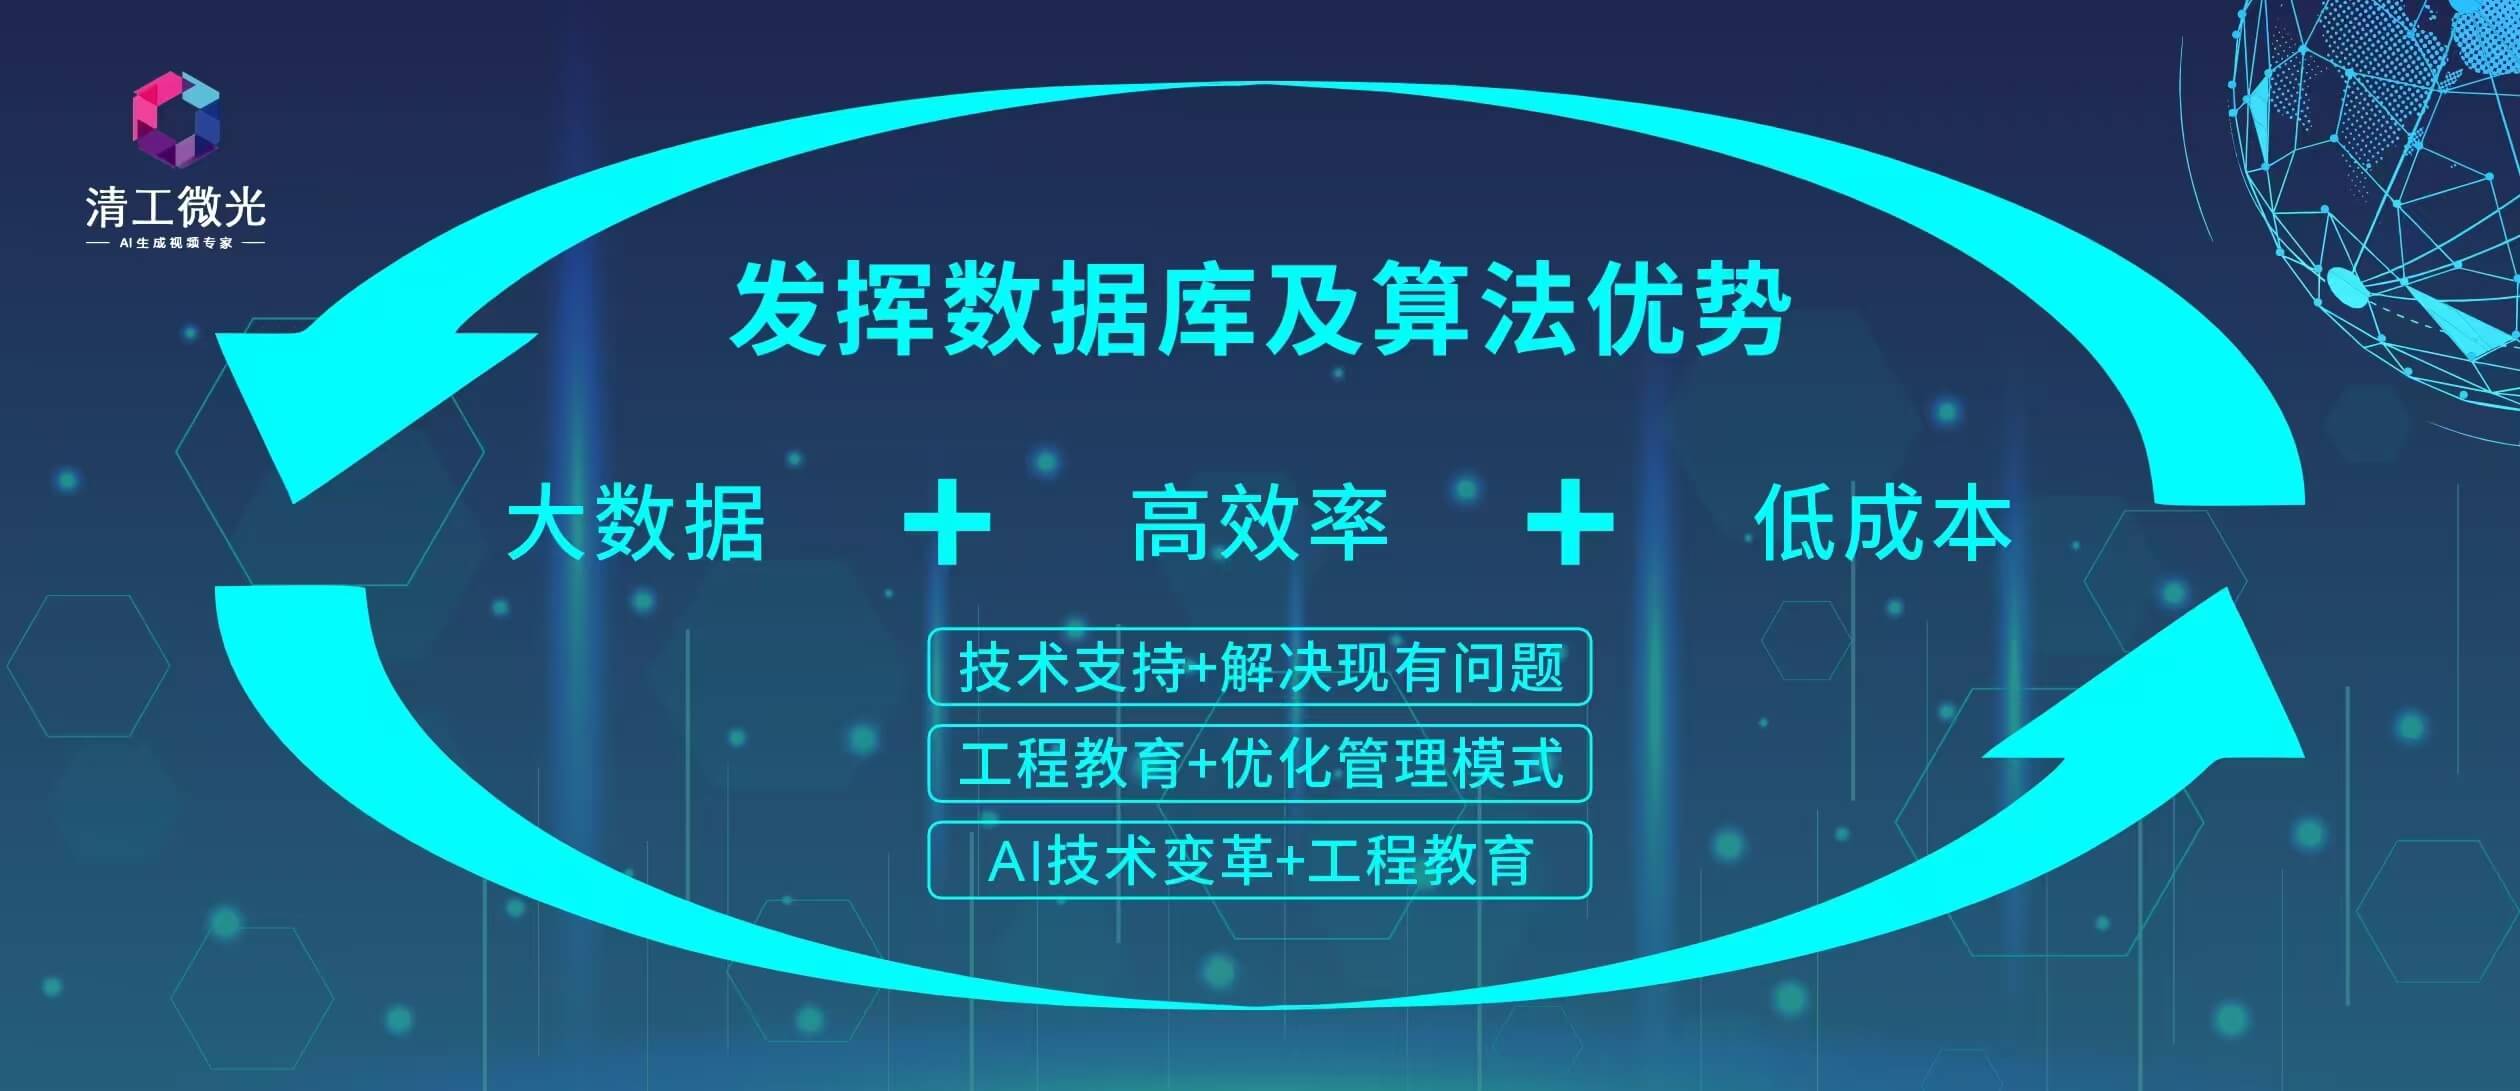 清工微光
AI生成视频专家
发挥数据库及算法优势
大数据 + 高效率 + 低成本
技术支持+解决现有问题
工程教育+优化管理模式
AI技术变革+工程教育